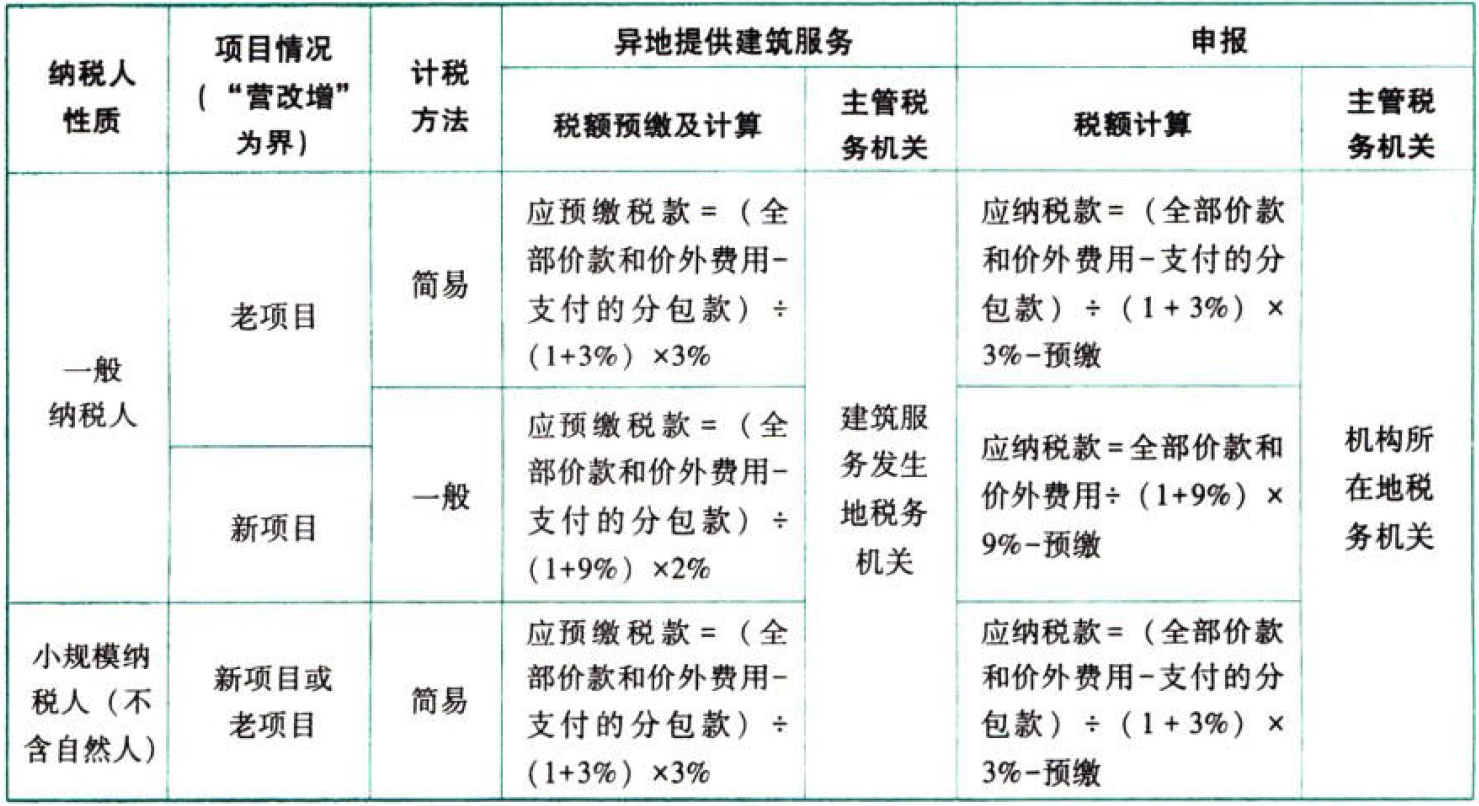 纳税人
性质
项目情况
（“营改增”
为界）
计税
方法
异地提供建筑服务
申报
税额预缴及计算
主管税
务机关
税额计算
主管税
务机关
一般
纳税人
老项目
简易
应预缴税款=（全
部价款和价外费用-
支付的分包款）÷
（1+3%）×3%
建筑服
务发生
地税务
机关
应纳税款=（全部价款
和价外费用-支付的分
包款）÷（1+3%）×
3%-预缴
机构所
在地税
务机关
新项目
一般
应预缴税款=（全
部价款和价外费用-
支付的分包款）÷
（1+9%）×2%
应纳税款=全部价款和
价外费用÷（1+9%）×
9%-预缴
小规模纳
税人（不
含自然人）
新项目或
老项目
简易
应预缴税款=（全
部价款和价外费用-
支付的分包款）÷
（1+3%）×3%
应纳税款=（全部价款
和价外费用-支付的分
包款）÷（1+3%）×
3%-预缴